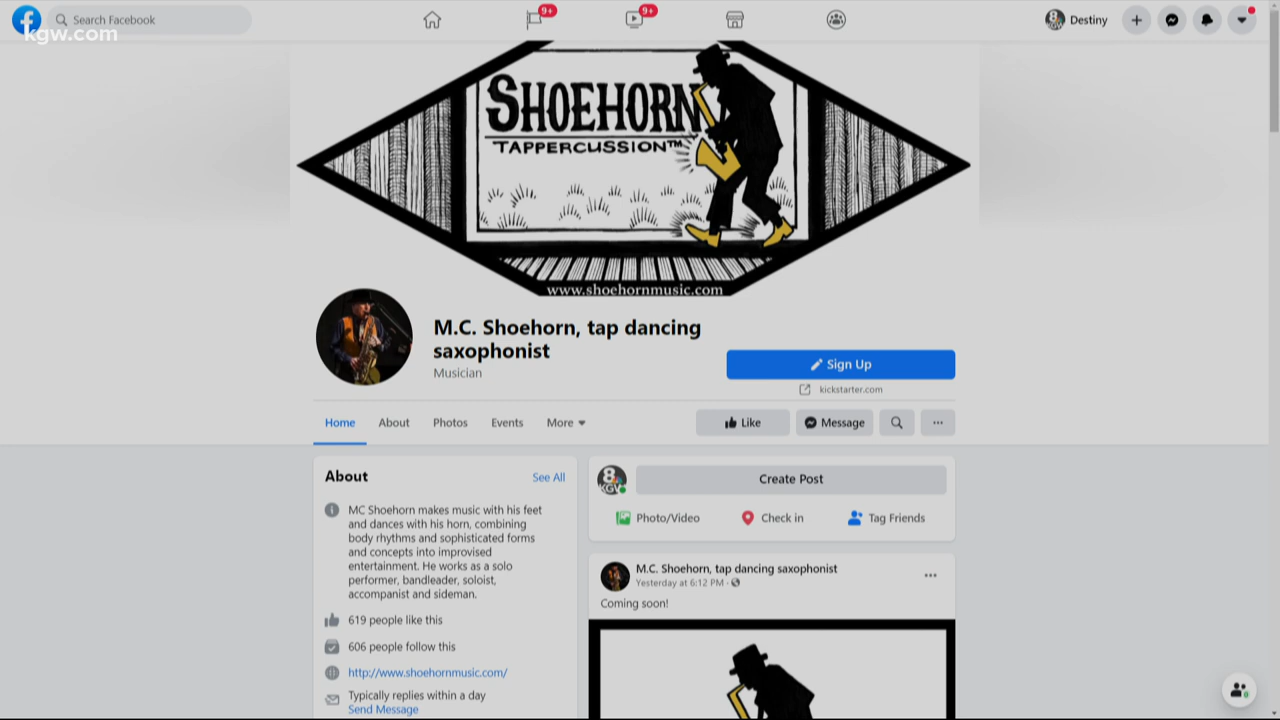 Search Facebook
9+
9+
Destiny
kgw.com
SHOEHORN
TAPPERCUSSION™
www.shoehornmusic.com
M.C. Shoehorn, tap dancing
saxophonist
Musician
Sign Up
kickstarter.com
Home
About
Photos
Events
More
Like
Message
About
See All
MC Shoehorn makes music with his feet
and dances with his horn, combining
body rhythms and sophisticated forms
and concepts into improvised
entertainment. He works as a solo
performer, bandleader, soloist,
accompanist and sideman.
619 people like this
606 people follow this
http://www.shoehornmusic.com/
Typically replies within a day
Send Message
8
KGW
Create Post
Photo/Video
Check in
Tag Friends
M.C. Shoehorn, tap dancing saxophonist
Yesterday at 6:12 PM ·
Coming soon!